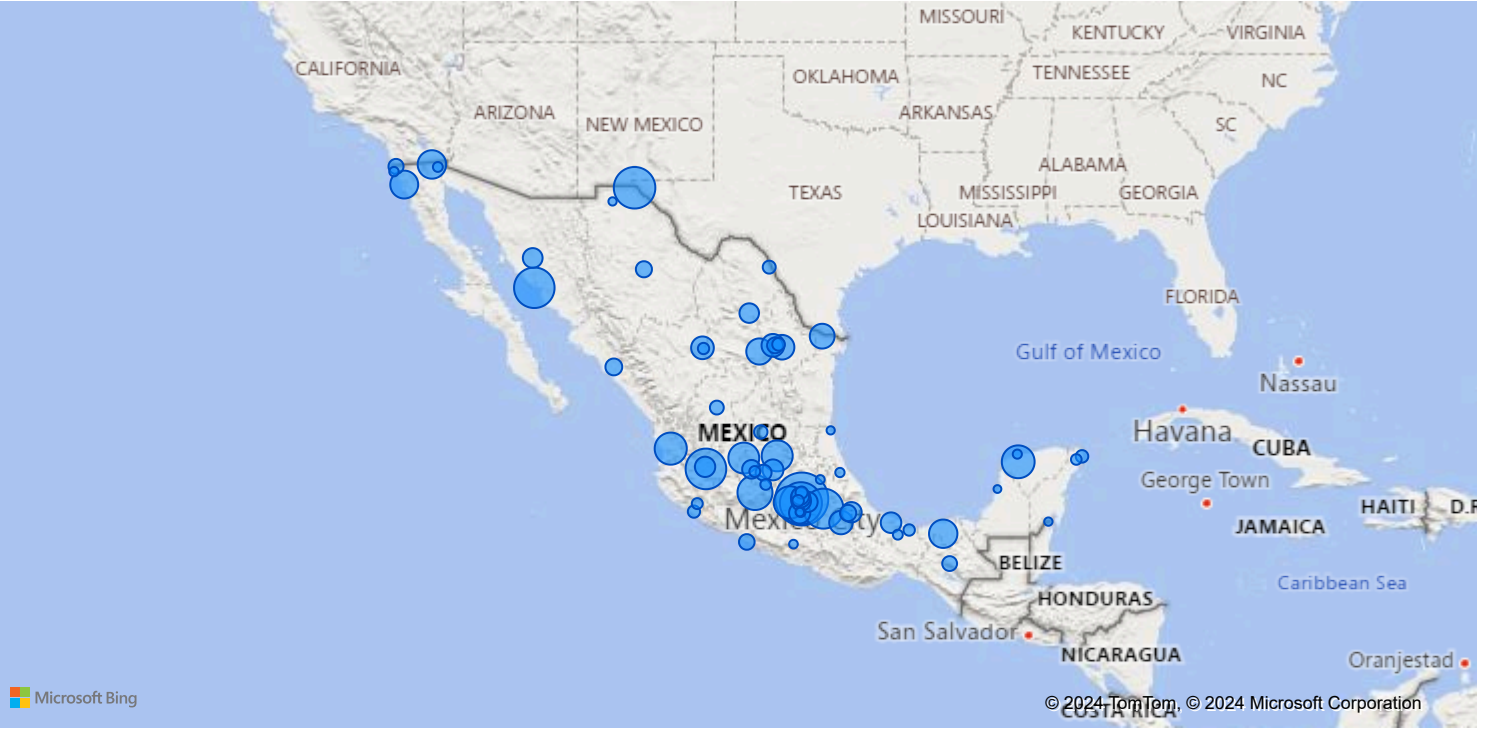 MISSOURI
KENTUCKY
VIRGINIA
CALIFORNIA
OKLAHOMA
TENNESSEE
NC
ARIZONA
NEW MEXICO
ARKANSAS
SC
ALABAMA
TEXAS
MISSISSIPPI
GEORGIA
LOUISIANA
FLORIDA
Gulf of Mexico
Nassau
MEXICO
Havana
CUBA
George Town
HAITI
D.R
Mexico City
JAMAICA
BELIZE
Caribbean Sea
HONDURAS
San Salvador
NICARAGUA
Oranjestad
Microsoft Bing
© 2024 TomTom, © 2024 Microsoft Corporation
COSTA RICA